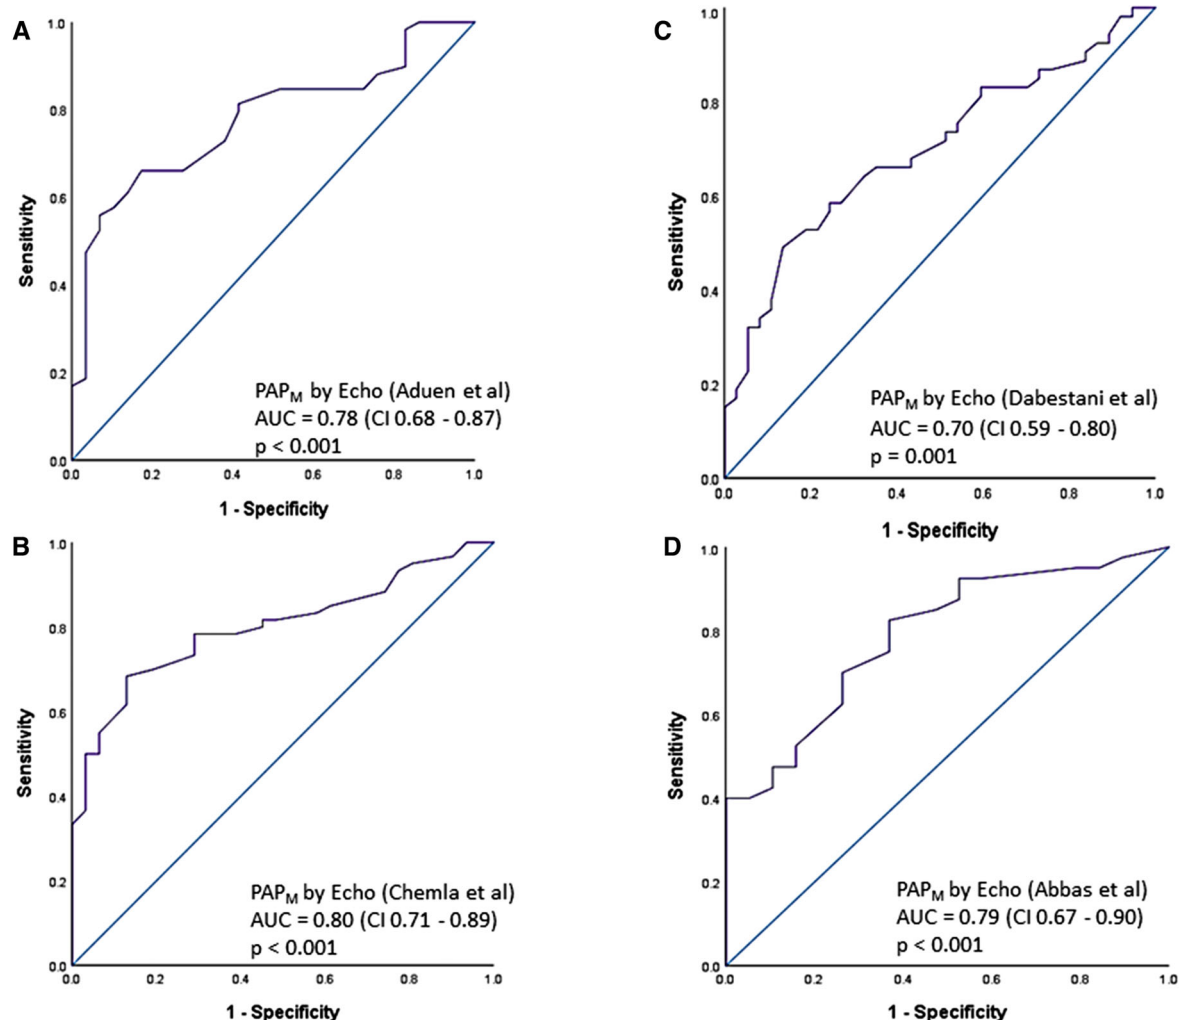 A
1.0
0.8
0.6
0.4
0.2
0.0
Sensitivity
PAPM by Echo (Aduen et al)
AUC = 0.78 (CI 0.68 - 0.87)
p < 0.001
0.0 0.2 0.4 0.6 0.8 1.0
1 - Specificity
B
1.0
0.8
0.6
0.4
0.2
0.0
Sensitivity
PAPM by Echo (Chemla et al)
AUC = 0.80 (CI 0.71 - 0.89)
p < 0.001
0.0 0.2 0.4 0.6 0.8 1.0
1 - Specificity
C
1.0
0.8
0.6
0.4
0.2
0.0
Sensitivity
PAPM by Echo (Dabestani et al)
AUC = 0.70 (CI 0.59 - 0.80)
p = 0.001
0.0 0.2 0.4 0.6 0.8 1.0
1 - Specificity
D
1.0
0.8
0.6
0.4
0.2
0.0
Sensitivity
PAPM by Echo (Abbas et al)
AUC = 0.79 (CI 0.67 - 0.90)
p < 0.001
0.0 0.2 0.4 0.6 0.8 1.0
1 - Specificity